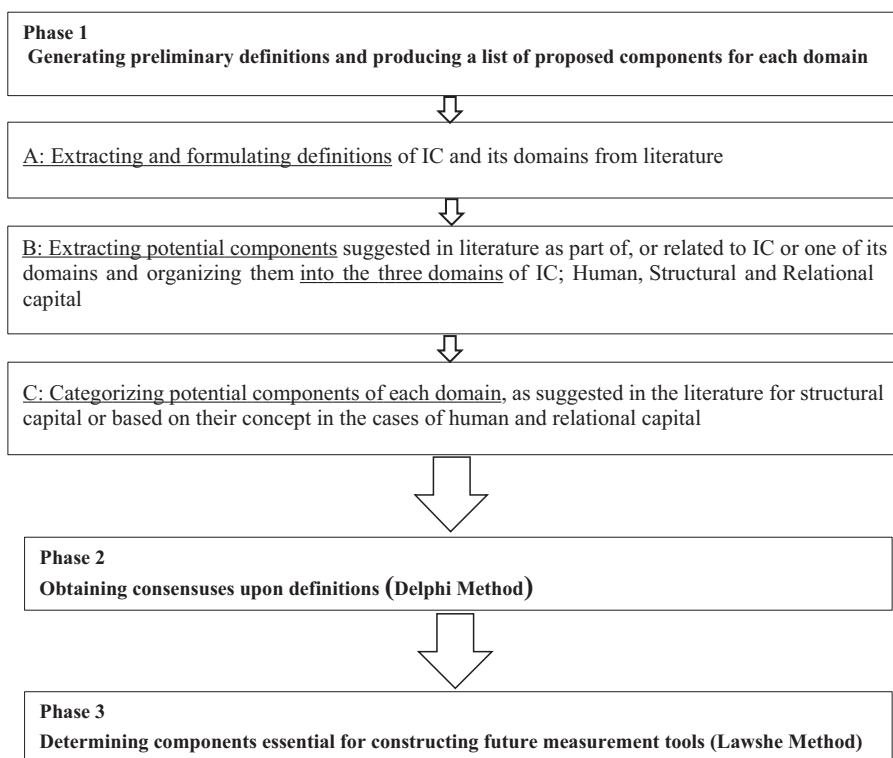 Phase 1
Generating preliminary definitions and producing a list of proposed components for each domain
A: Extracting and formulating definitions of IC and its domains from literature
B: Extracting potential components suggested in literature as part of, or related to IC or one of its
domains and organizing them into the three domains of IC; Human, Structural and Relational
capital
C: Categorizing potential components of each domain, as suggested in the literature for structural
capital or based on their concept in the cases of human and relational capital
Phase 2
Obtaining consensuses upon definitions (Delphi Method)
Phase 3
Determining components essential for constructing future measurement tools (Lawshe Method)